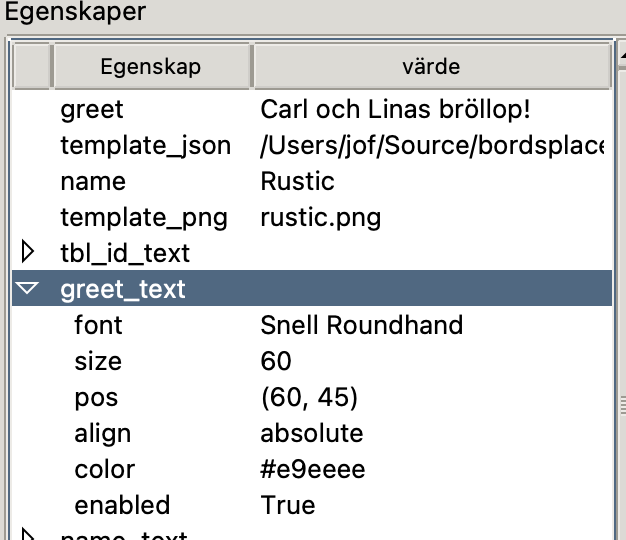 Egenskaper
Egenskap värde
greet Carl och Linas bröllop!
template_json /Users/jof/Source/bordsplace
name Rustic
template_png rustic.png
tbl_id_text
greet_text
font Snell Roundhand
size 60
pos (60, 45)
align absolute
color #e9eeee
enabled True
name_text